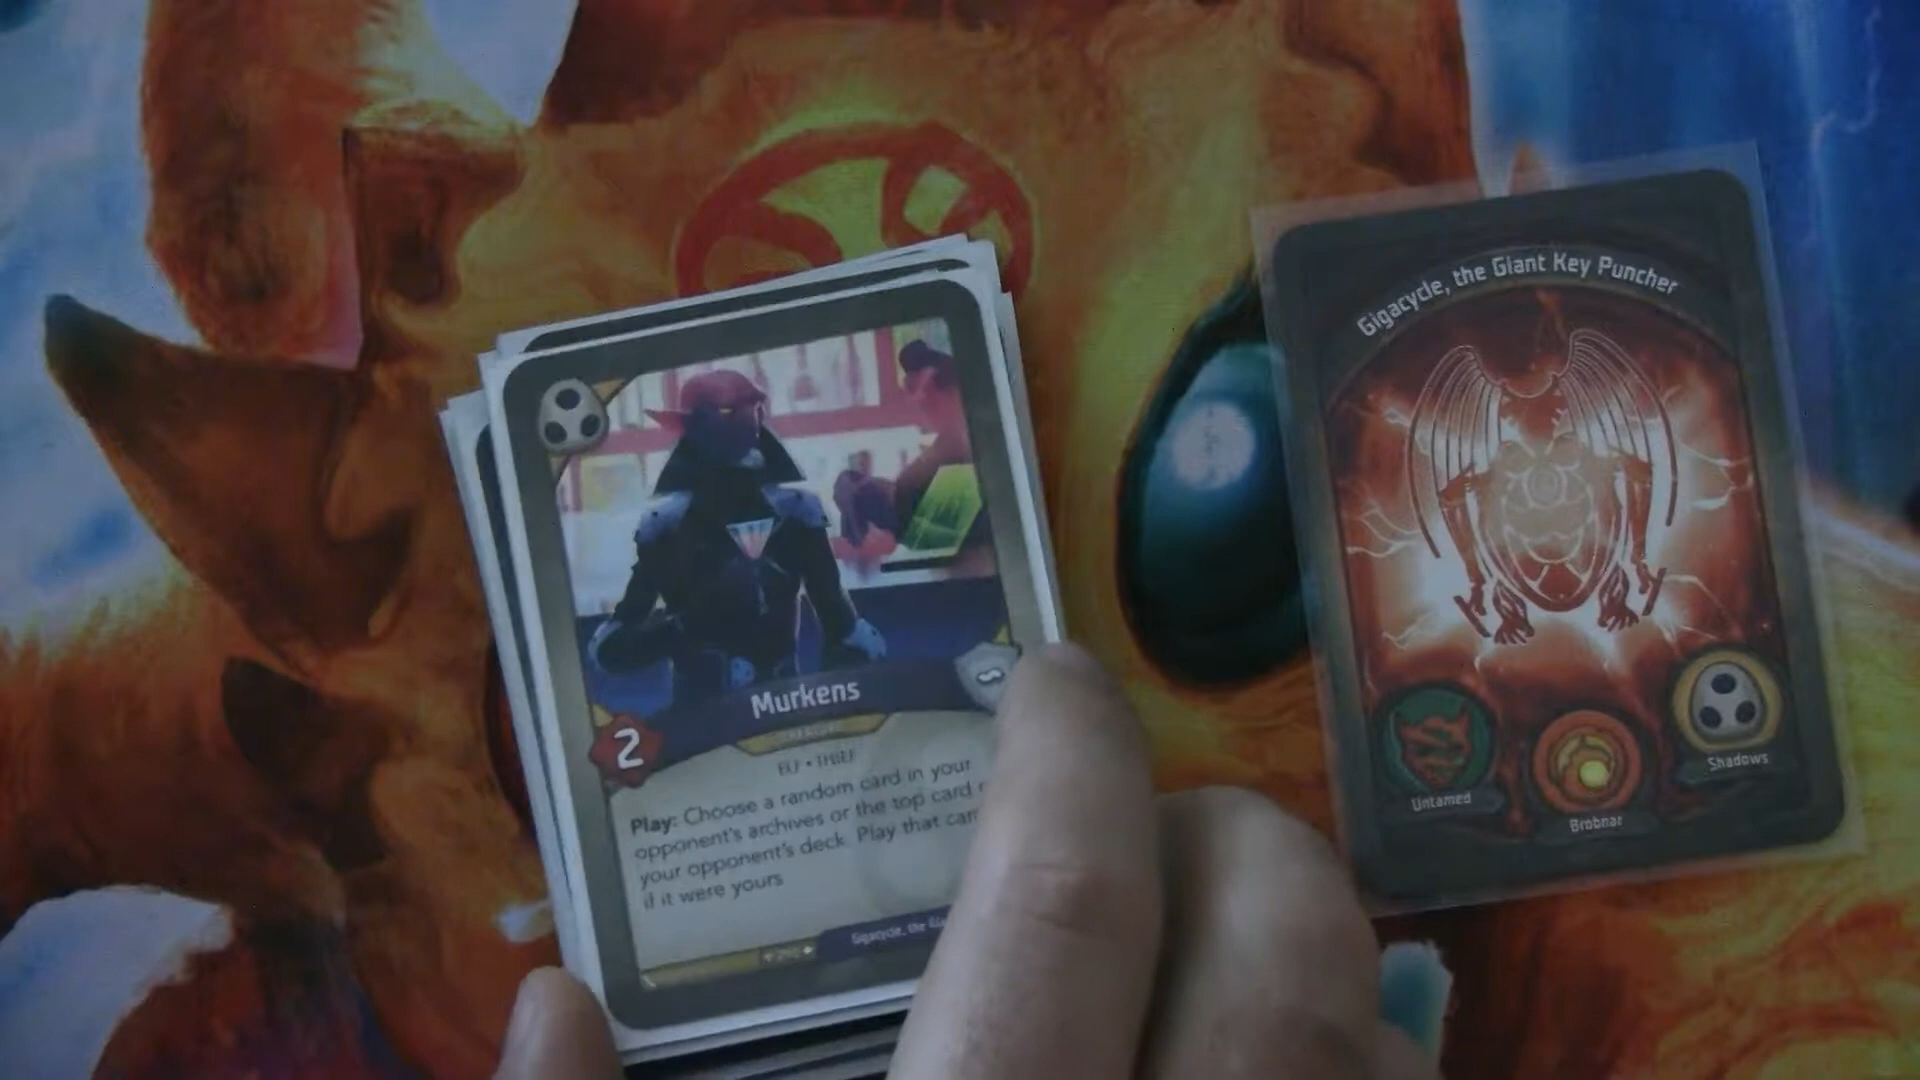 Gigacycle, the Giant Key Puncher
Murkens
2
CREATURE
ELF • THIEF
Play: Choose a random card in your
opponent's archives or the top card
your opponent's deck. Play that
if it were yours
Gigacycle, the
Untamed
Brobnar
Shadows